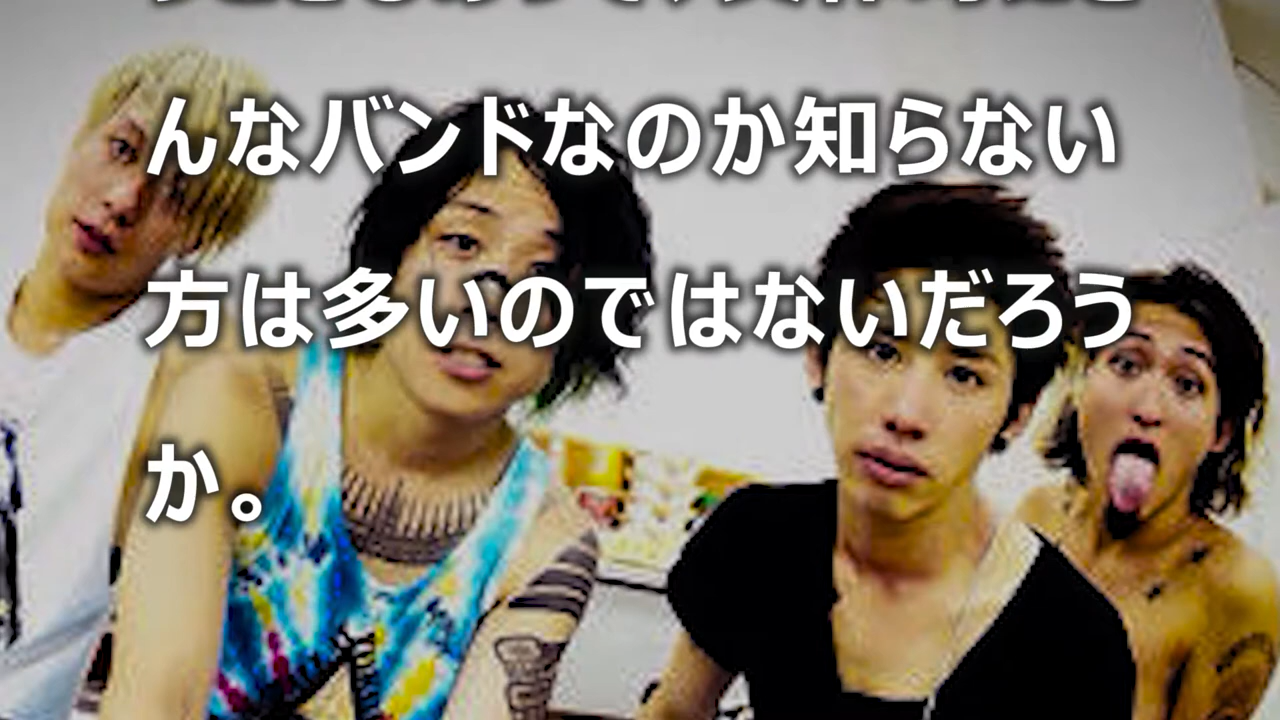 んなバンドなのか知らない
方は多いのではないだろう
か。